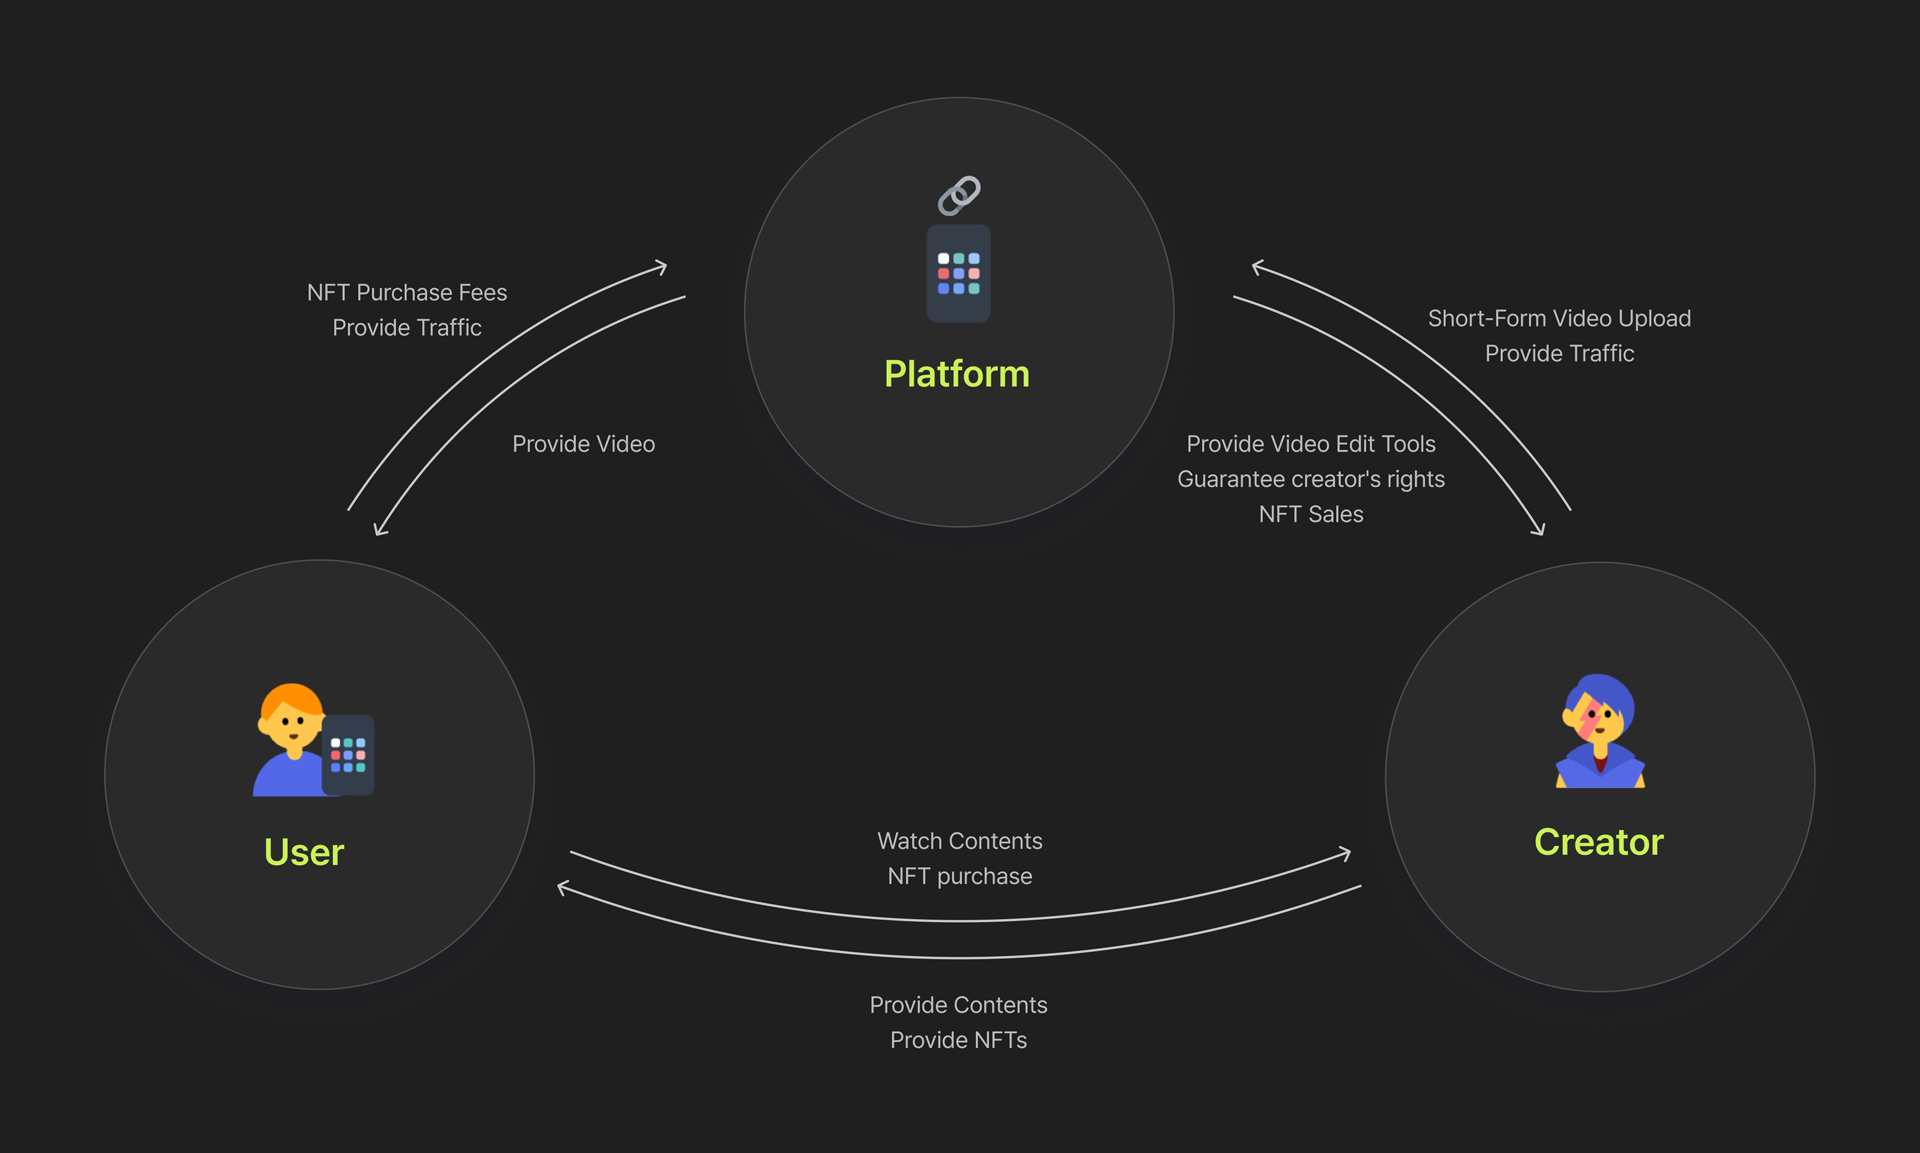 Platform
NFT Purchase Fees
Provide Traffic
Provide Video
Short-Form Video Upload
Provide Traffic
Provide Video Edit Tools
Guarantee creator's rights
NFT Sales
User
Creator
Watch Contents
NFT purchase
Provide Contents
Provide NFTs